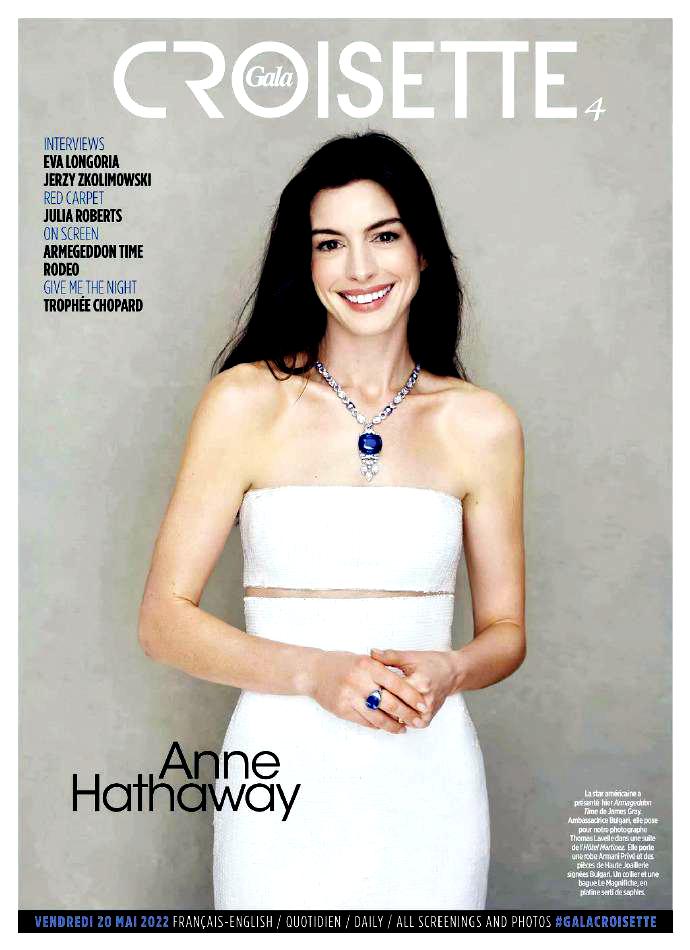 CROISETTE
Gala
4
INTERVIEWS
EVA LONGORIA
JERZY ZKOLIMOWSKI
RED CARPET
JULIA ROBERTS
ON SCREEN
ARMEGEDDON TIME
RODEO
GIVE ME THE NIGHT
TROPHÉE CHOPARD
Anne
Hathaway
La star américaine a
présenté hier Armageddon
Time de James Gray.
Ambassadrice Bulgari, elle pose
pour notre photographe
Thomas Lavelle dans une suite
de l'Hôtel Martinez. Elle porte
une robe Armani Privé et des
pièces de Haute Joaillerie
signées Bulgari. Un collier et une
bague Le Magnifiche, en
platine serti de saphirs.
VENDREDI 20 MAI 2022 FRANÇAIS-ENGLISH / QUOTIDIEN / DAILY / ALL SCREENINGS AND PHOTOS #GALACROISETTE